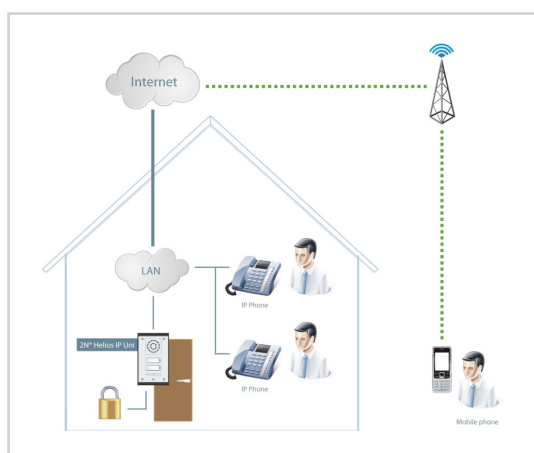 Internet
LAN
IP Phone
2N® Helios IP Uni
IP Phone
Mobile phone